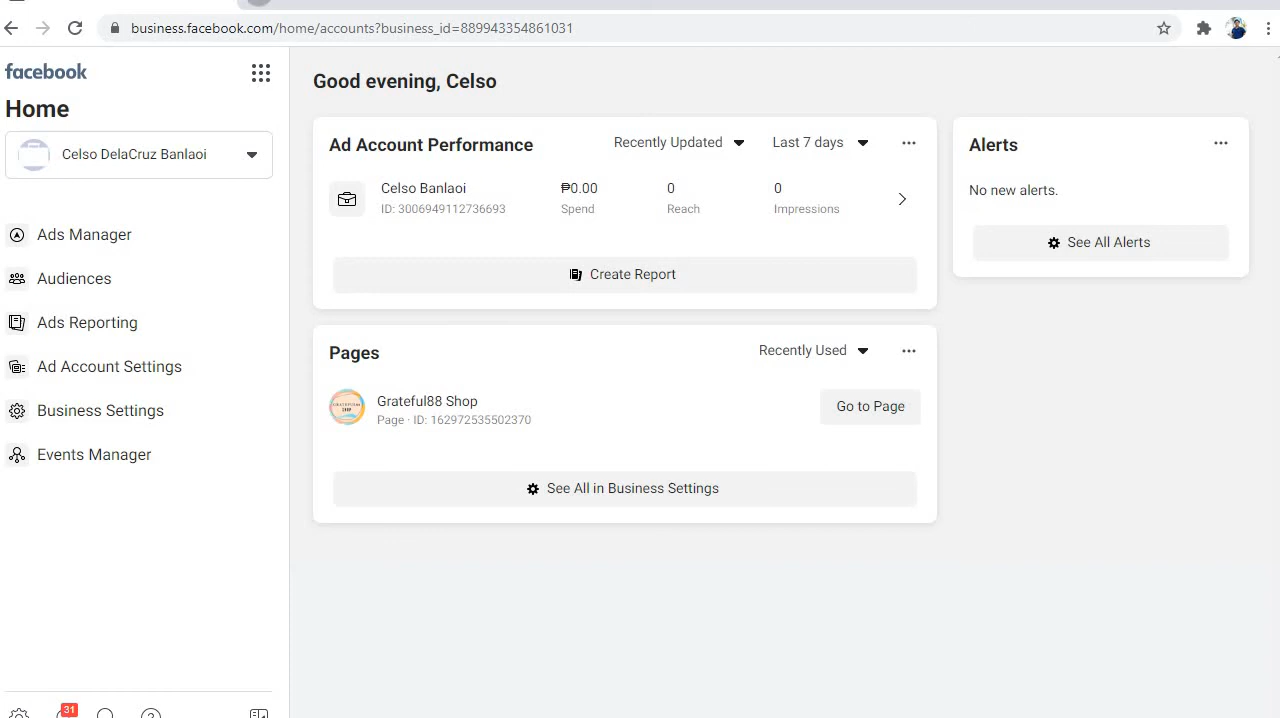 business.facebook.com/home/accounts?business_id=889943354861031
facebook
Home
Celso DelaCruz Banlaoi
Ads Manager
Audiences
Ads Reporting
Ad Account Settings
Business Settings
Events Manager
31
Good evening, Celso
Ad Account Performance
Recently Updated
Last 7 days
Celso Banlaoi
ID: 3006949112736693
₱0.00
Spend
0
Reach
0
Impressions
Create Report
Pages
Recently Used
Grateful88 Shop
Page · ID: 162972535502370
Go to Page
See All in Business Settings
Alerts
No new alerts.
See All Alerts